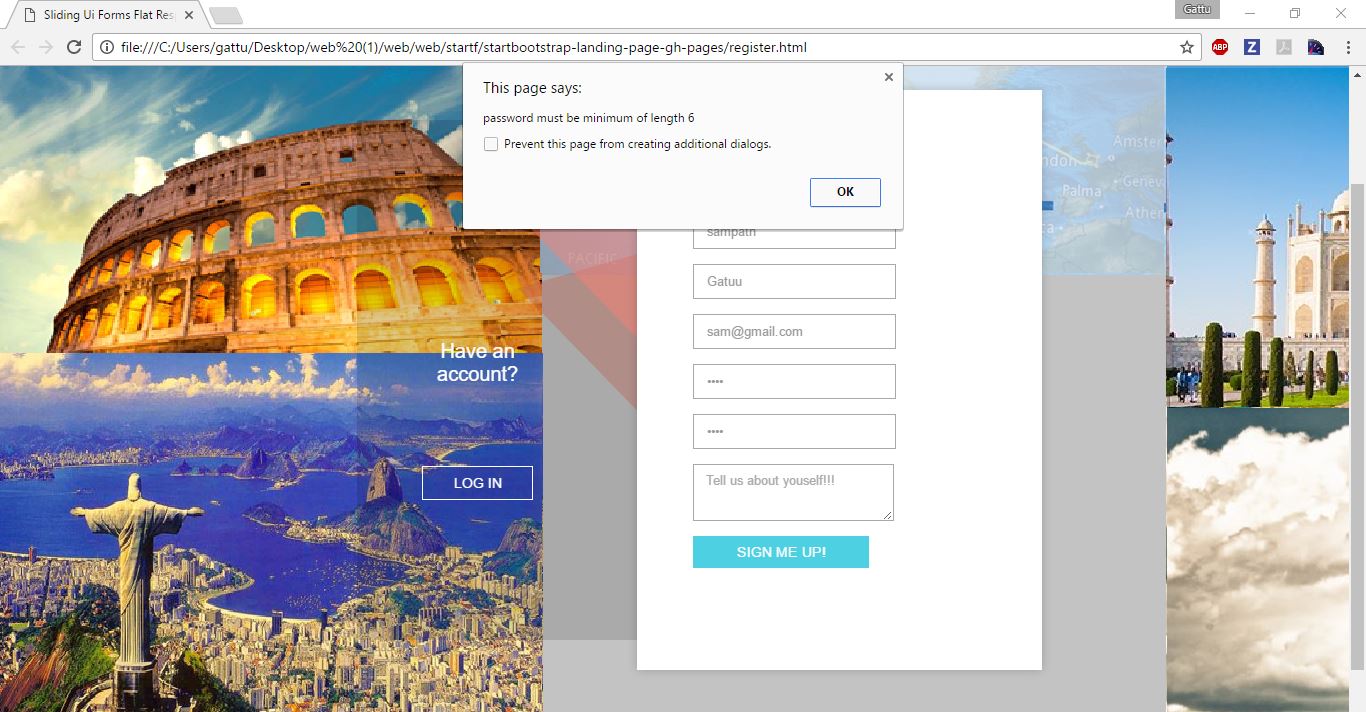 Sliding Ui Forms Flat Res
Gattu
file:///C:/Users/gattu/Desktop/web%20(1)/web/web/startf/startbootstrap-landing-page-gh-pages/register.html
ABP
Z
This page says:
password must be minimum of length 6
Prevent this page from creating additional dialogs.
OK
Amster
ndon
Palma
Geneva
Athen
ca
PACIFIC
sampath
Gatuu
sam@gmail.com
••••
••••
Tell us about youself!!!
SIGN ME UP!
Have an
account?
LOG IN